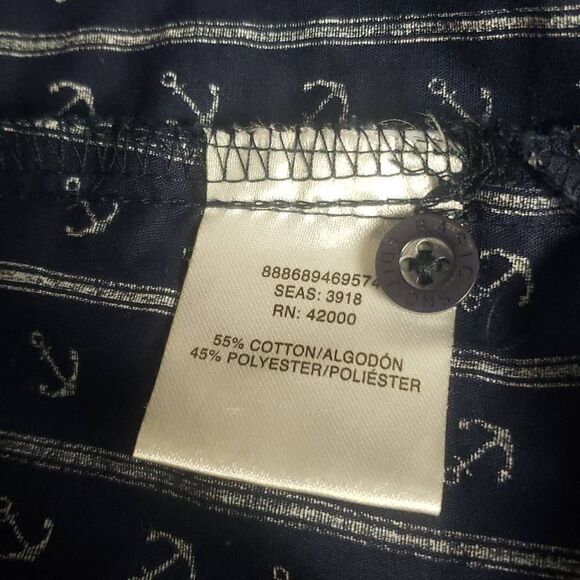 888689469574
SEAS: 3918
RN: 42000
55% COTTON/ALGODÓN
45% POLYESTER/POLIÉSTER
BASIC